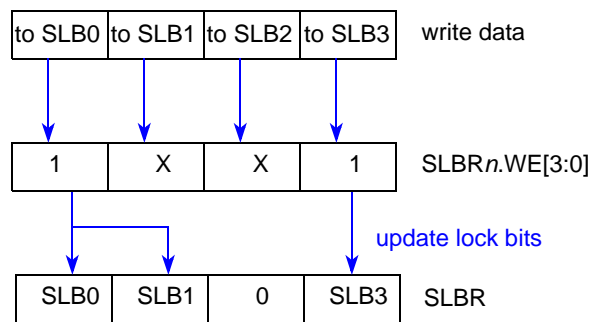 to SLB0 to SLB1 to SLB2 to SLB3 write data
1 X X 1 SLBRn.WE[3:0]
update lock bits
SLB0 SLB1 0 SLB3 SLBR